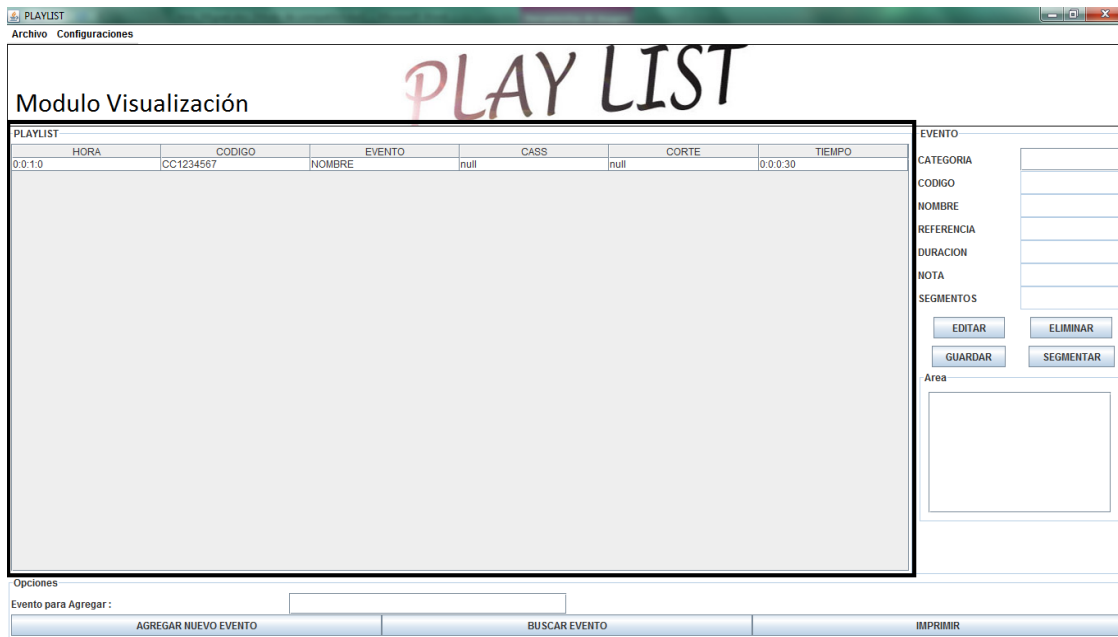 PLAYLIST
Archivo Configuraciones
PLAY LIST
Modulo Visualización
PLAYLIST
HORA CODIGO EVENTO CASS CORTE TIEMPO
0:0:1:0 CC1234567 NOMBRE null null 0:0:0:30
EVENTO
CATEGORIA
CODIGO
NOMBRE
REFERENCIA
DURACION
NOTA
SEGMENTOS
EDITAR ELIMINAR
GUARDAR SEGMENTAR
Area
Opciones
Evento para Agregar :
AGREGAR NUEVO EVENTO BUSCAR EVENTO IMPRIMIR